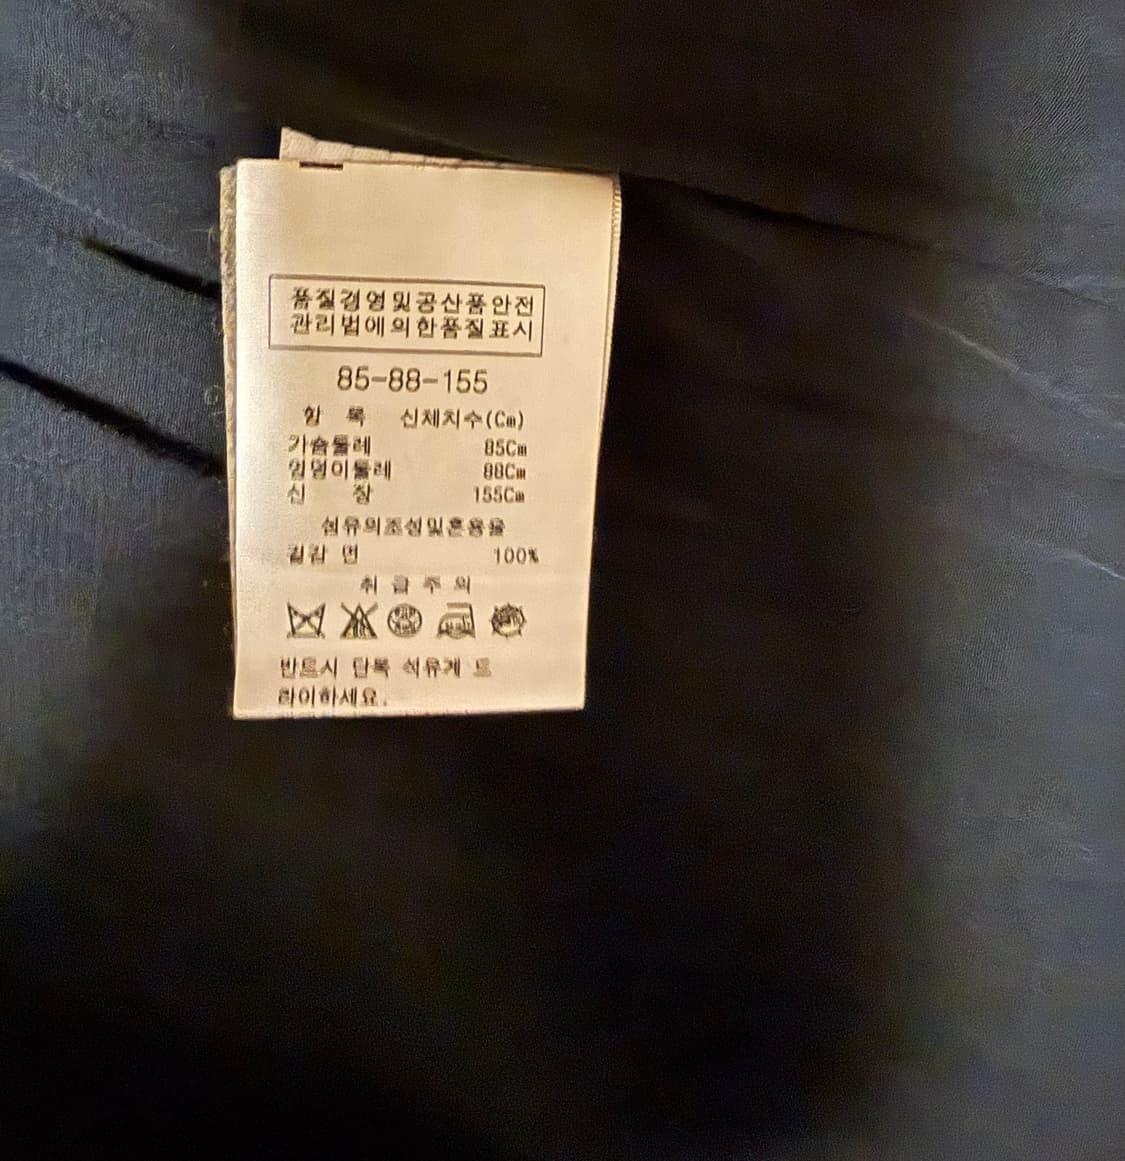 품질경영및공산품안전
관리법에의한품질표시
85-88-155
항 목 신체치수(Cm)
가슴둘레 85Cm
엉덩이둘레 88Cm
신 장 155Cm
섬유의조성및혼용율
겉감 면 100%
취급주의
반드시 단독 석유계 드
라이하세요.